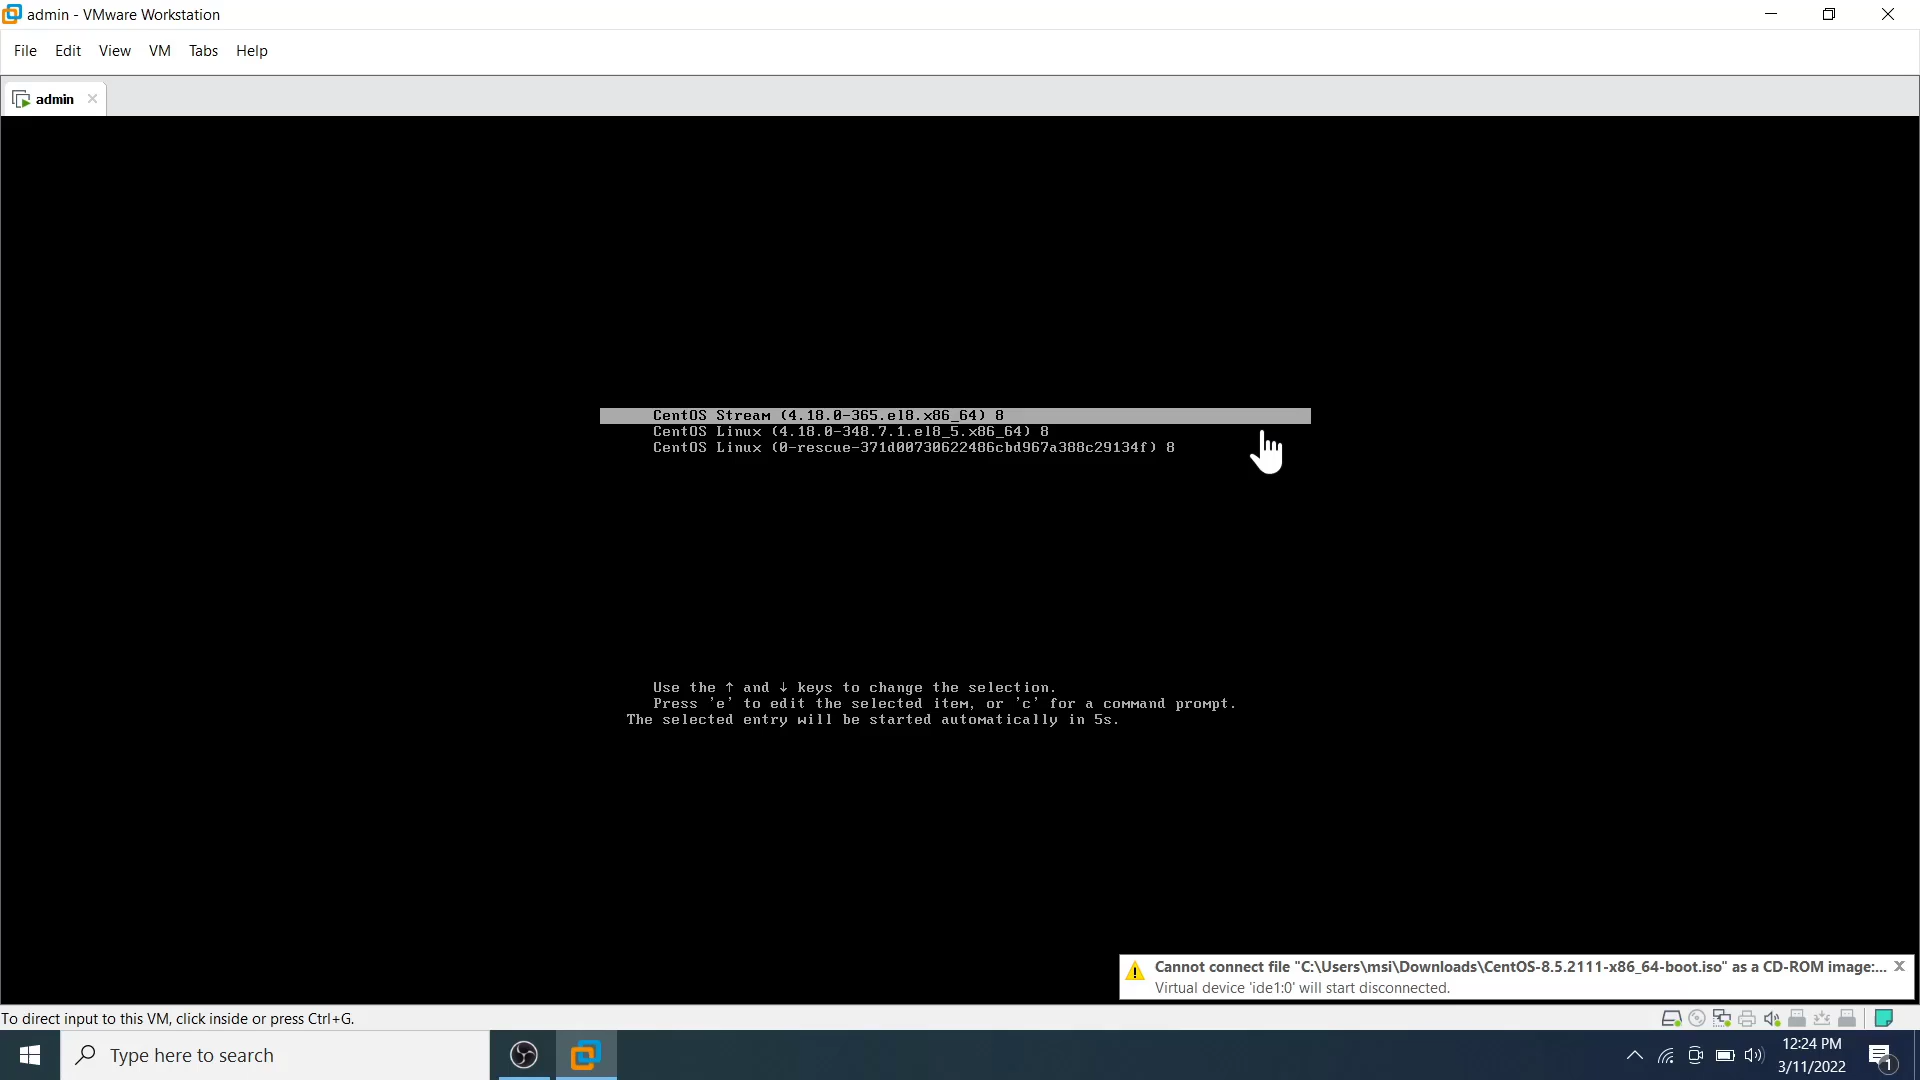 admin - VMware Workstation
File Edit View VM Tabs Help
admin
CentOS Stream (4.18.0-365.el8.x86_64) 8
CentOS Linux (4.18.0-348.7.1.el8_5.x86_64) 8
CentOS Linux (0-rescue-371d00730622486cbd967a388c29134f) 8
Use the ↑ and ↓ keys to change the selection.
Press 'e' to edit the selected item, or 'c' for a command prompt.
The selected entry will be started automatically in 5s.
Cannot connect file "C:\Users\msi\Downloads\CentOS-8.5.2111-x86_64-boot.iso" as a CD-ROM image:...
Virtual device 'ide1:0' will start disconnected.
To direct input to this VM, click inside or press Ctrl+G.
Type here to search
12:24 PM
3/11/2022
1